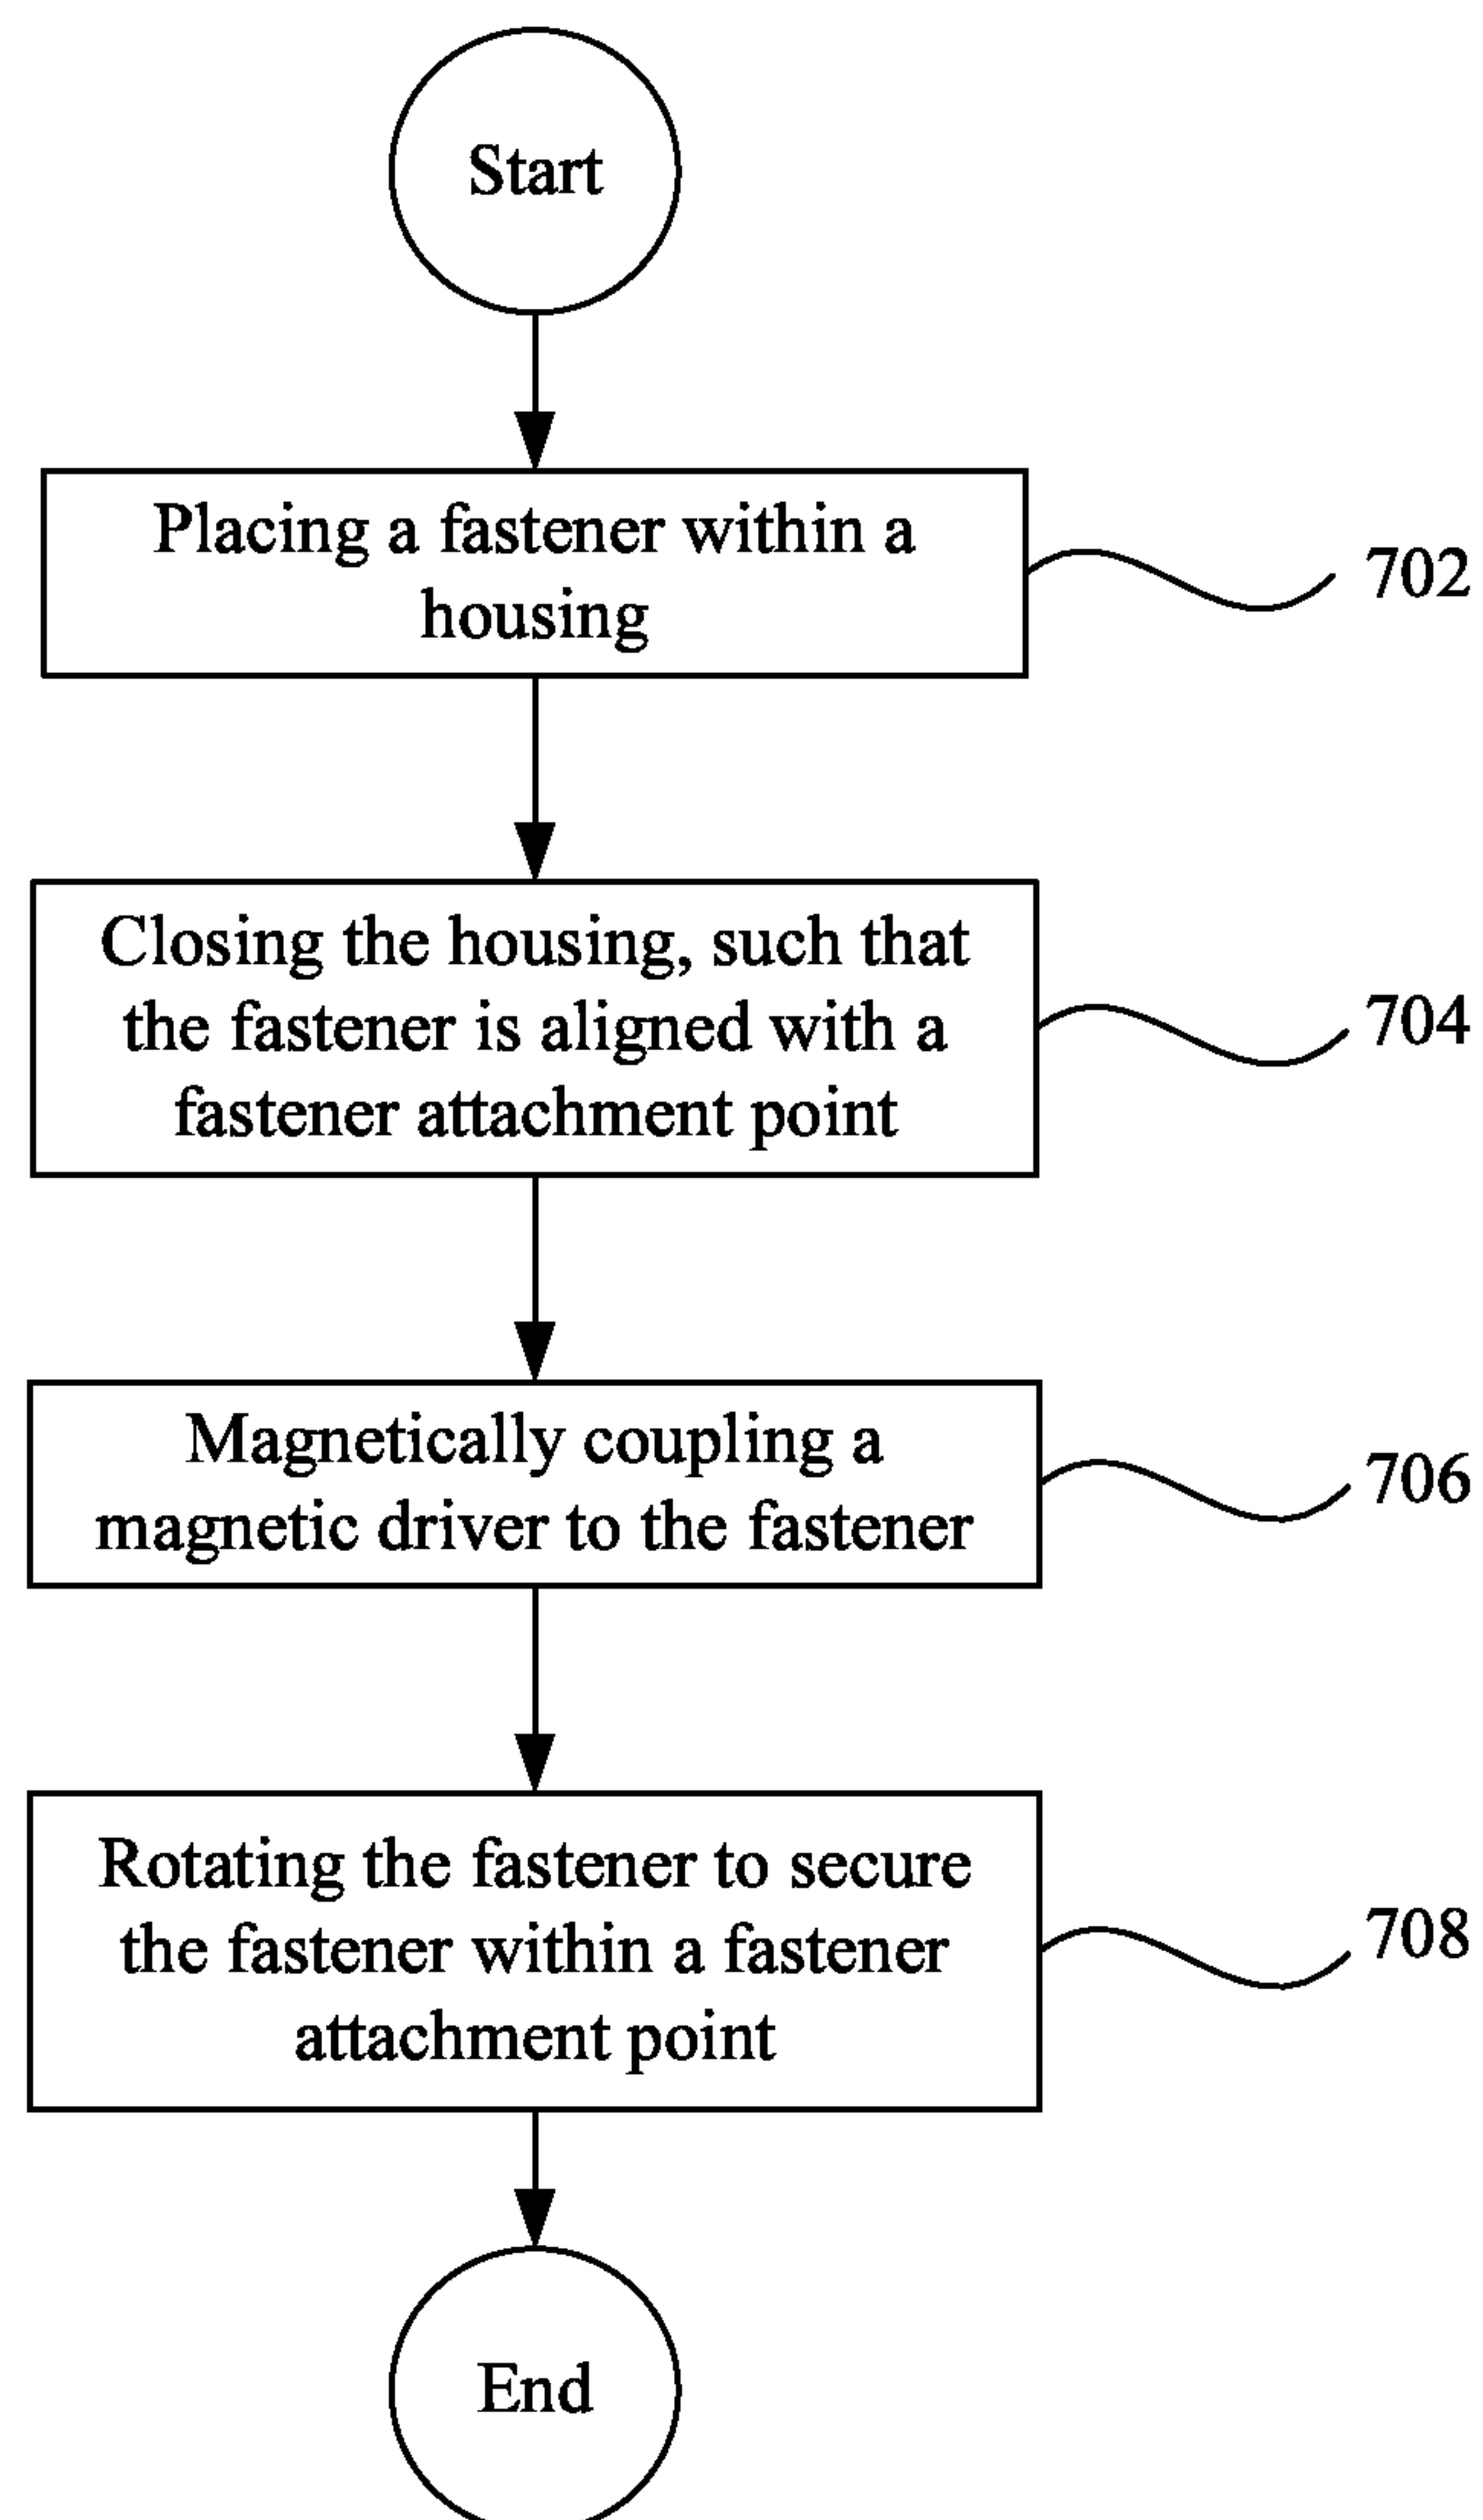 Start
Placing a fastener within a
housing
702
Closing the housing, such that
the fastener is aligned with a
fastener attachment point
704
Magnetically coupling a
magnetic driver to the fastener
706
Rotating the fastener to secure
the fastener within a fastener
attachment point
708
End